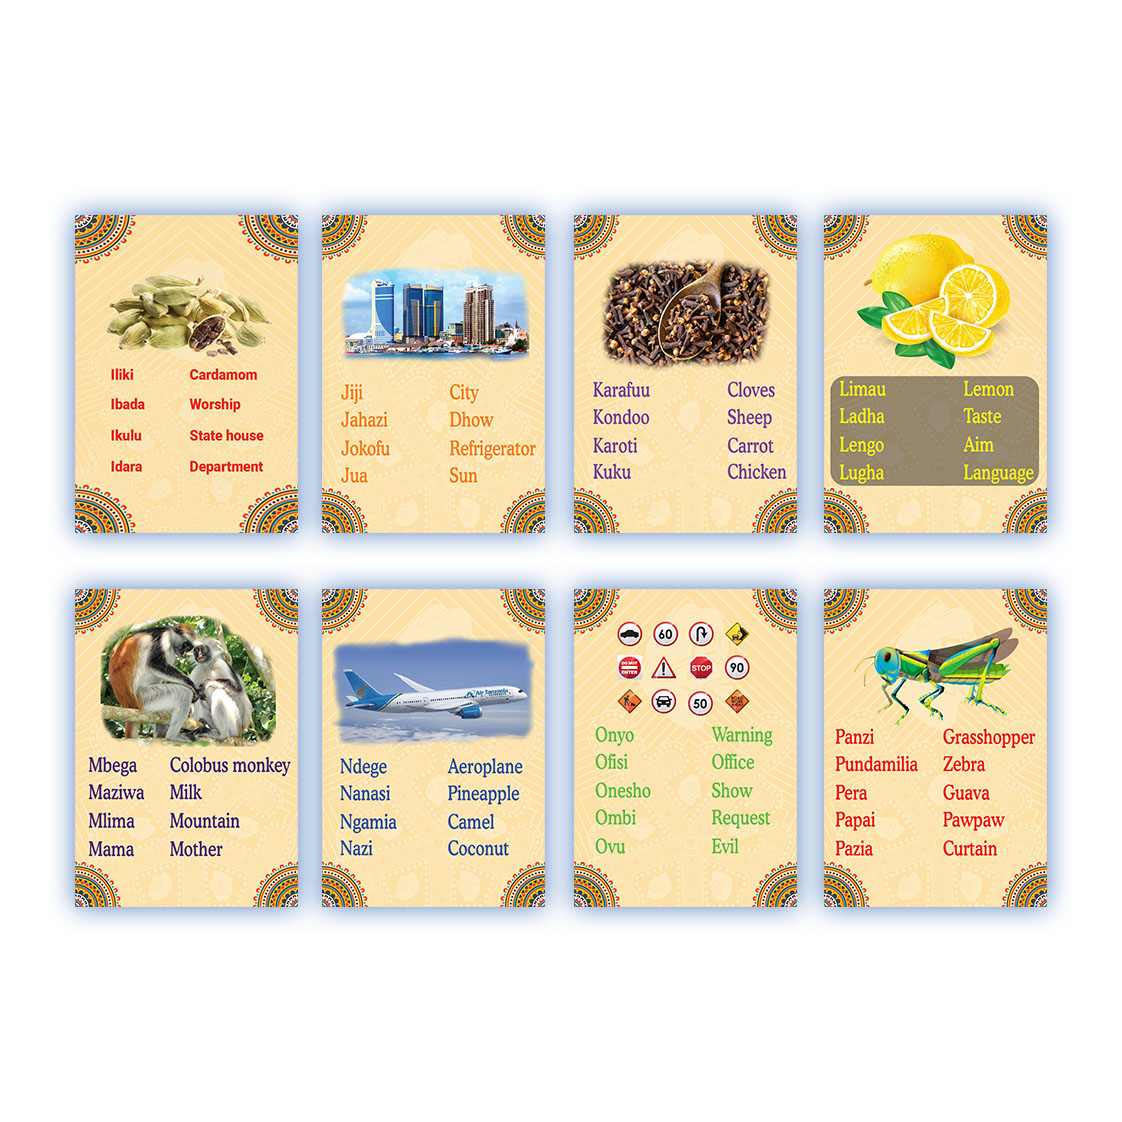 Iliki Cardamom
Ibada Worship
Ikulu State house
Idara Department
Jiji City
Jahazi Dhow
Jokofu Refrigerator
Jua Sun
Karafuu Cloves
Kondoo Sheep
Karoti Carrot
Kuku Chicken
Limau Lemon
Ladha Taste
Lengo Aim
Lugha Language
Mbega Colobus monkey
Maziwa Milk
Mlima Mountain
Mama Mother
Air Tanzania
Ndege Aeroplane
Nanasi Pineapple
Ngamia Camel
Nazi Coconut
60
DO NOT
ENTER
STOP
90
50
Onyo Warning
Ofisi Office
Onesho Show
Ombi Request
Ovu Evil
Panzi Grasshopper
Pundamilia Zebra
Pera Guava
Papai Pawpaw
Pazia Curtain